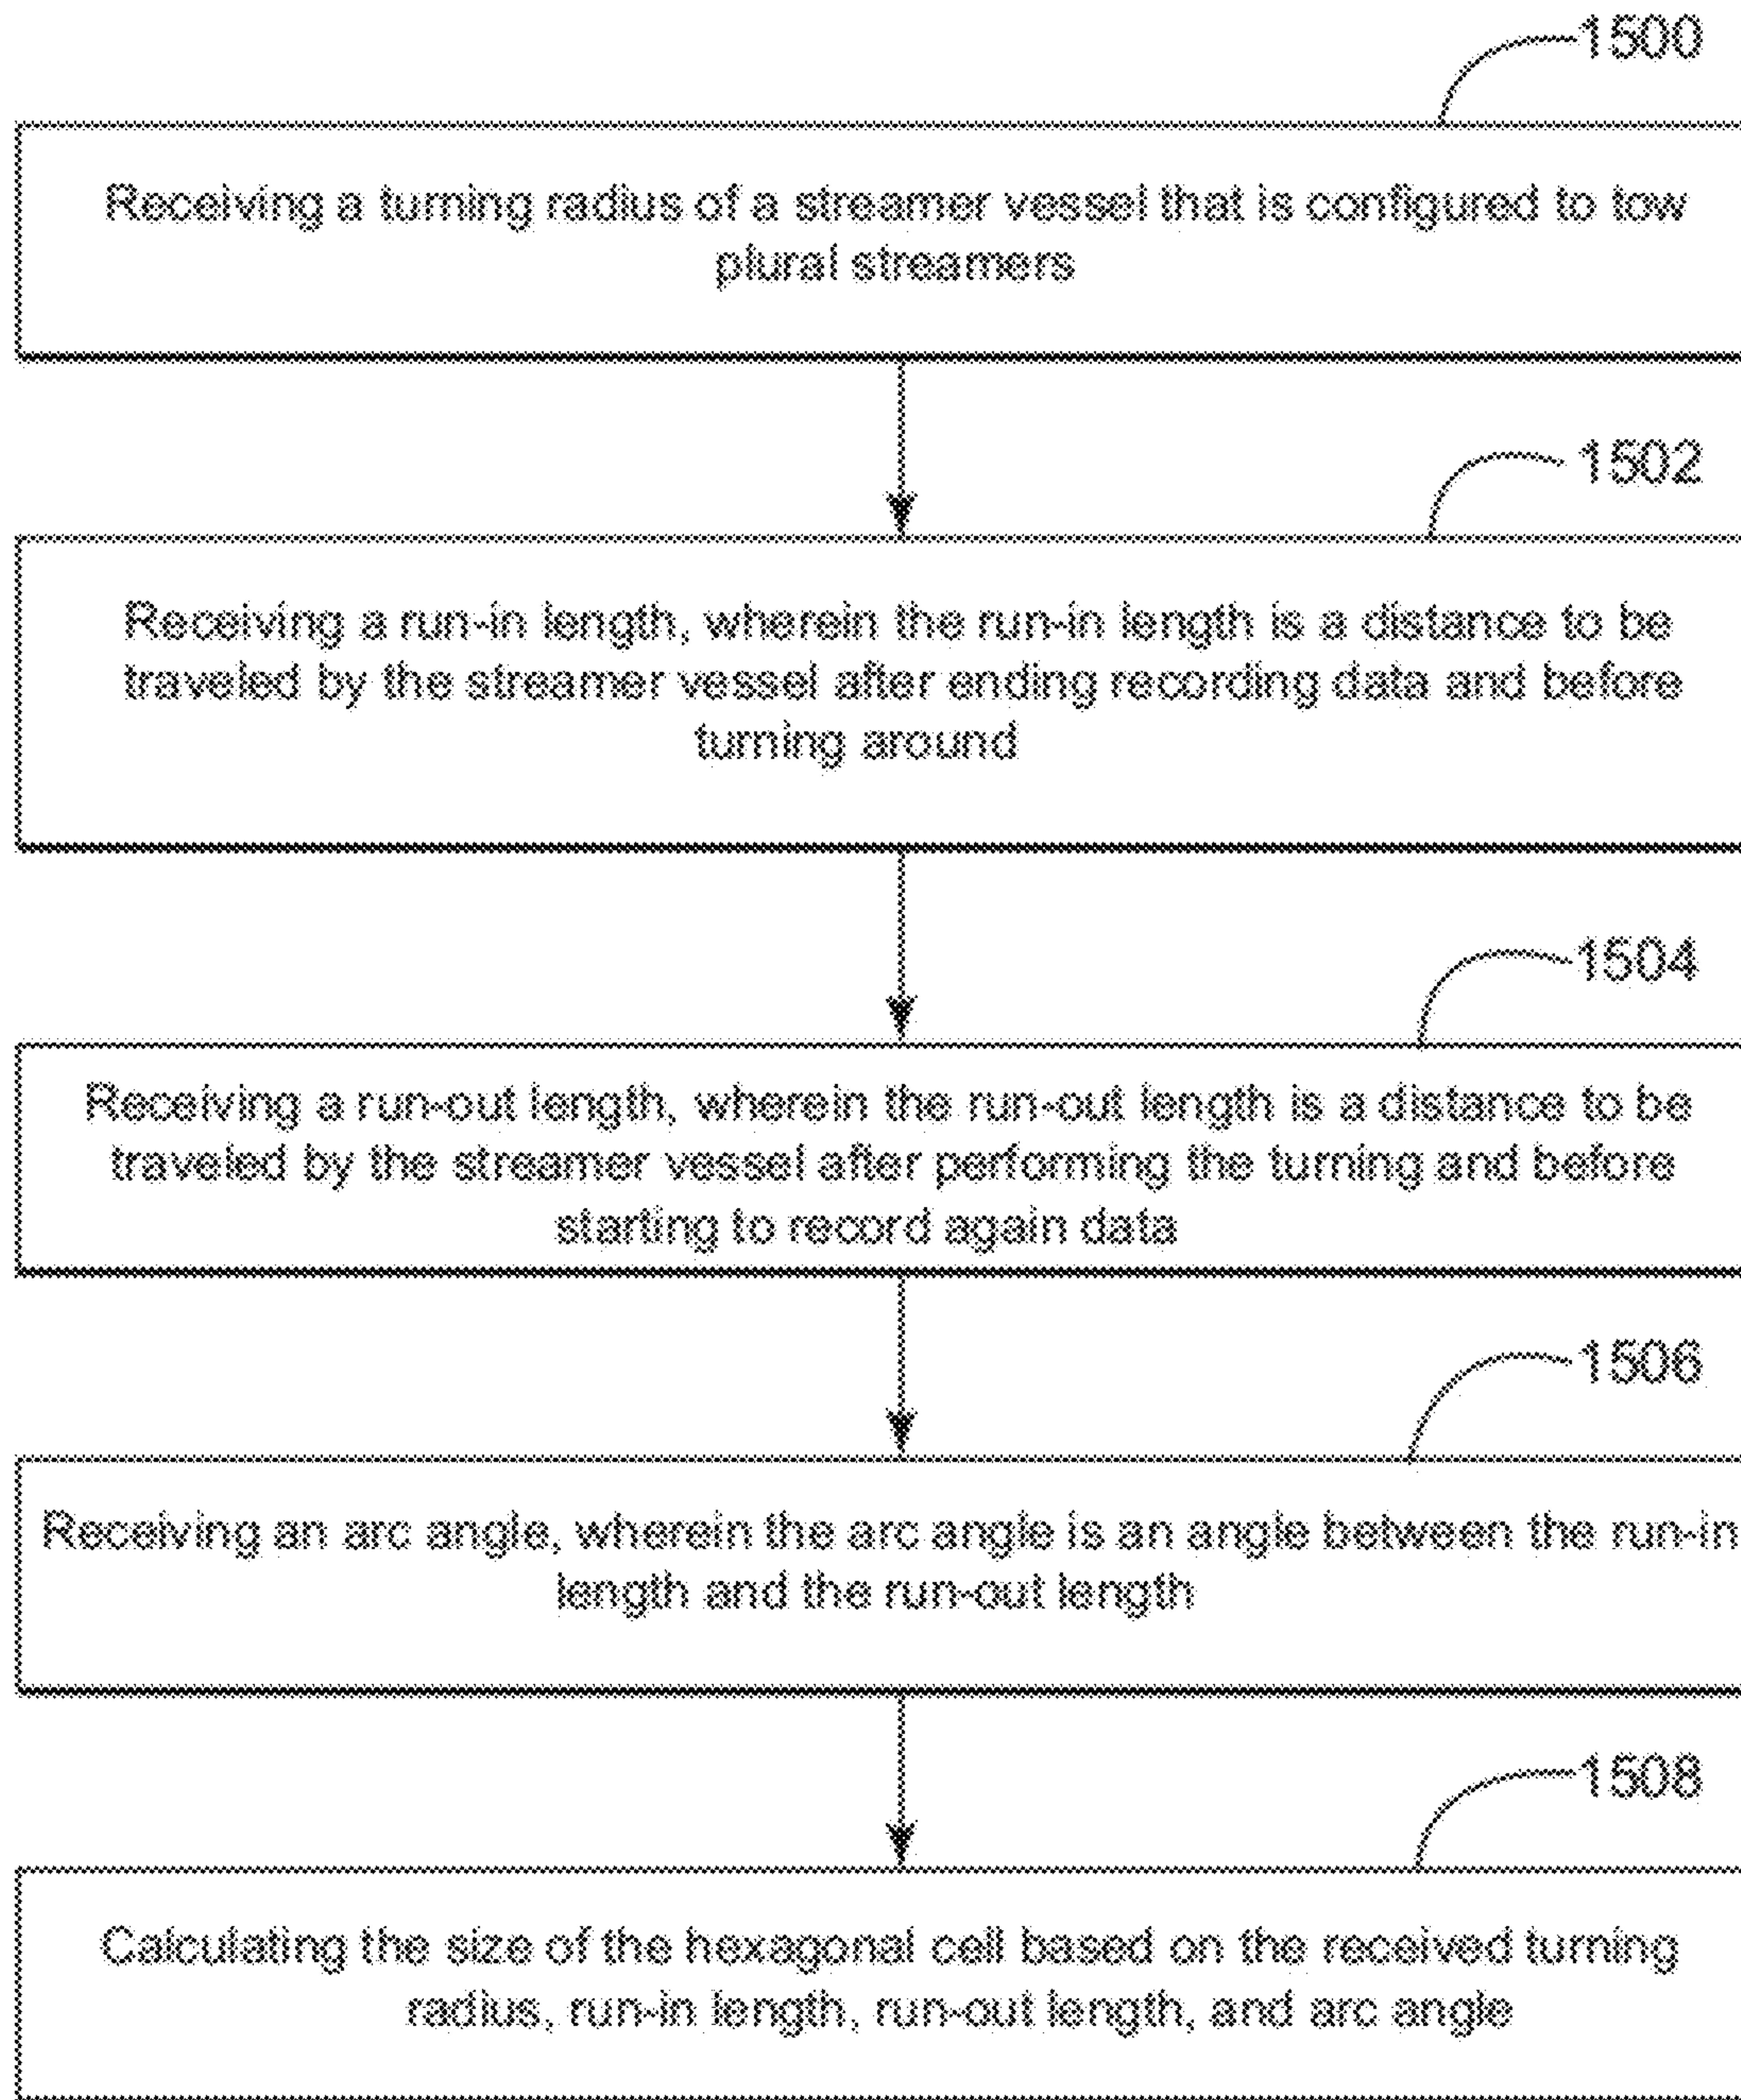 1500
Receiving a turning radius of a streamer vessel that is configured to tow
plural streamers
1502
Receiving a run-in length, wherein the run-in length is a distance to be
traveled by the streamer vessel after ending recording data and before
turning around
1504
Receiving a run-out length, wherein the run-out length is a distance to be
traveled by the streamer vessel after performing the turning and before
starting to record again data
1506
Receiving an arc angle, wherein the arc angle is an angle between the run-in
length and the run-out length
1508
Calculating the size of the hexagonal cell based on the received turning
radius, run-in length, run-out length, and arc angle